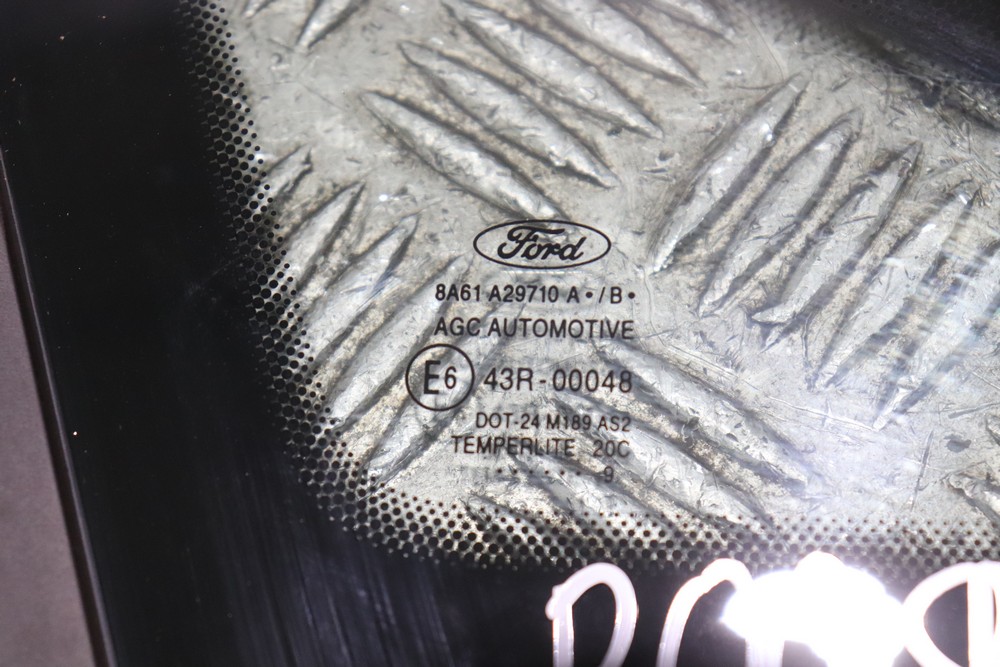 Ford
8A61 A29710 A • / B •
AGC AUTOMOTIVE
E6 43R-00048
DOT-24 M189 AS2
TEMPERLITE 20C
9